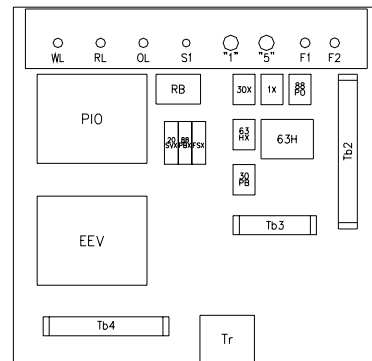 WL RL OL S1 "1" "5" F1 F2
PIO
RB
30X
1X
88
PO
20
SVX
88
PBX
FSX
63
HX
63H
Tb2
30
PB
EEV
Tb3
Tb4
Tr